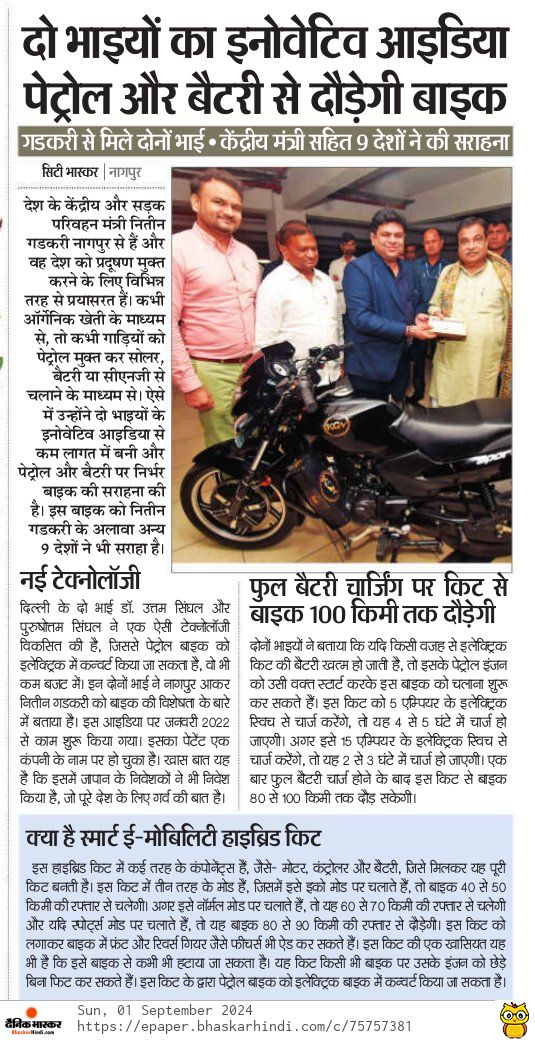 दो भाइयों का इनोवेटिव आइडिया
पेट्रोल और बैटरी से दौड़ेगी बाइक
गडकरी से मिले दोनों भाई • केंद्रीय मंत्री सहित 9 देशों ने की सराहना
सिटी भास्कर | नागपुर
देश के केंद्रीय और सड़क
परिवहन मंत्री नितीन
गडकरी नागपुर से हैं और
वह देश को प्रदूषण मुक्त
करने के लिए विभिन्न
तरह से प्रयासरत हैं। कभी
ऑर्गेनिक खेती के माध्यम
से, तो कभी गाड़ियों को
पेट्रोल मुक्त कर सोलर,
बैटरी या सीएनजी से
चलाने के माध्यम से। ऐसे
में उन्होंने दो भाइयों के
इनोवेटिव आइडिया से
कम लागत में बनी और
पेट्रोल और बैटरी पर निर्भर
बाइक की सराहना की
है। इस बाइक को नितीन
गडकरी के अलावा अन्य
9 देशों ने भी सराहा है।
KGV
नई टेक्नोलॉजी
दिल्ली के दो भाई डॉ. उत्तम सिंघल और
पुरुषोत्तम सिंघल ने एक ऐसी टेक्नोलॉजी
विकसित की है, जिससे पेट्रोल बाइक को
इलेक्ट्रिक में कन्वर्ट किया जा सकता है, वो भी
कम बजट में। इन दोनों भाई ने नागपुर आकर
नितीन गडकरी को बाइक की विशेषता के बारे
में बताया है। इस आइडिया पर जनवरी 2022
से काम शुरू किया गया। इसका पेटेंट एक
कंपनी के नाम पर हो चुका है। खास बात यह
है कि इसमें जापान के निवेशकों ने भी निवेश
किया है, जो पूरे देश के लिए गर्व की बात है।
फुल बैटरी चार्जिंग पर किट से
बाइक 100 किमी तक दौड़ेगी
दोनों भाइयों ने बताया कि यदि किसी वजह से इलेक्ट्रिक
किट की बैटरी खत्म हो जाती है, तो इसके पेट्रोल इंजन
को उसी वक्त स्टार्ट करके इस बाइक को चलाना शुरू
कर सकते हैं। इस किट को 5 एम्पियर के इलेक्ट्रिक
स्विच से चार्ज करेंगे, तो यह 4 से 5 घंटे में चार्ज हो
जाएगी। अगर इसे 15 एम्पियर के इलेक्ट्रिक स्विच से
चार्ज करेंगे, तो यह 2 से 3 घंटे में चार्ज हो जाएगी। एक
बार फुल बैटरी चार्ज होने के बाद इस किट से बाइक
80 से 100 किमी तक दौड़ सकेगी।
क्या है स्मार्ट ई-मोबिलिटी हाइब्रिड किट
इस हाइब्रिड किट में कई तरह के कंपोनेंट्स हैं, जैसे- मोटर, कंट्रोलर और बैटरी, जिसे मिलकर यह पूरी
किट बनती है। इस किट में तीन तरह के मोड हैं, जिसमें इसे इको मोड पर चलाते हैं, तो बाइक 40 से 50
किमी की रफ्तार से चलेगी। अगर इसे नॉर्मल मोड पर चलाते हैं, तो यह 60 से 70 किमी की रफ्तार से चलेगी
और यदि स्पोर्ट्स मोड पर चलाते हैं, तो यह बाइक 80 से 90 किमी की रफ्तार से दौड़ेगी। इस किट को
लगाकर बाइक में फ्रंट और रिवर्स गियर जैसे फीचर्स भी ऐड कर सकते हैं। इस किट की एक खासियत यह
भी है कि इसे बाइक से कभी भी हटाया जा सकता है। यह किट किसी भी बाइक पर उसके इंजन को छेड़े
बिना फिट कर सकते हैं। इस किट के द्वारा पेट्रोल बाइक को इलेक्ट्रिक बाइक में कन्वर्ट किया जा सकता है।
दैनिक भास्कर
BhaskarHindi.com
Sun, 01 September 2024
https://epaper.bhaskarhindi.com/c/75757381